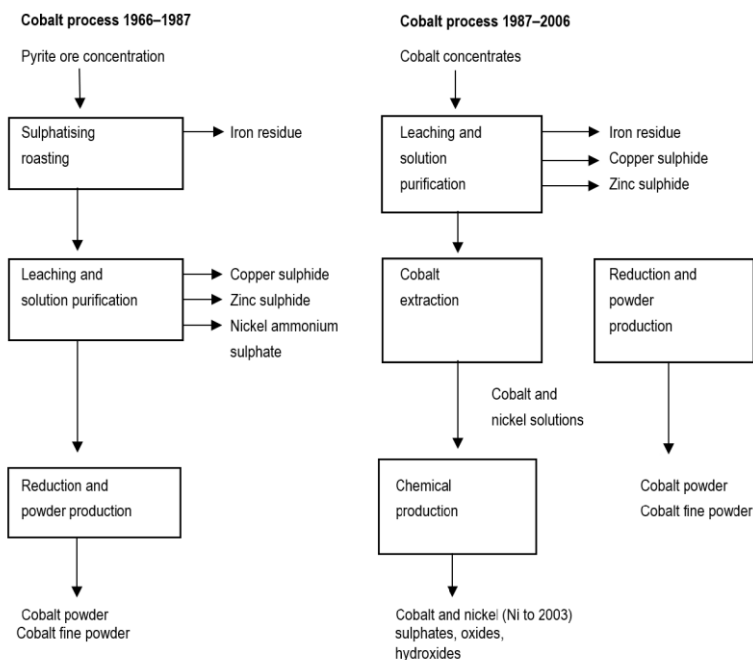 Cobalt process 1966–1987
Pyrite ore concentration
Sulphatising
roasting
Iron residue
Leaching and
solution purification
Copper sulphide
Zinc sulphide
Nickel ammonium
sulphate
Reduction and
powder production
Cobalt powder
Cobalt fine powder
Cobalt process 1987–2006
Cobalt concentrates
Leaching and
solution
purification
Iron residue
Copper sulphide
Zinc sulphide
Cobalt
extraction
Reduction and
powder
production
Cobalt and
nickel solutions
Chemical
production
Cobalt powder
Cobalt fine powder
Cobalt and nickel (Ni to 2003)
sulphates, oxides,
hydroxides